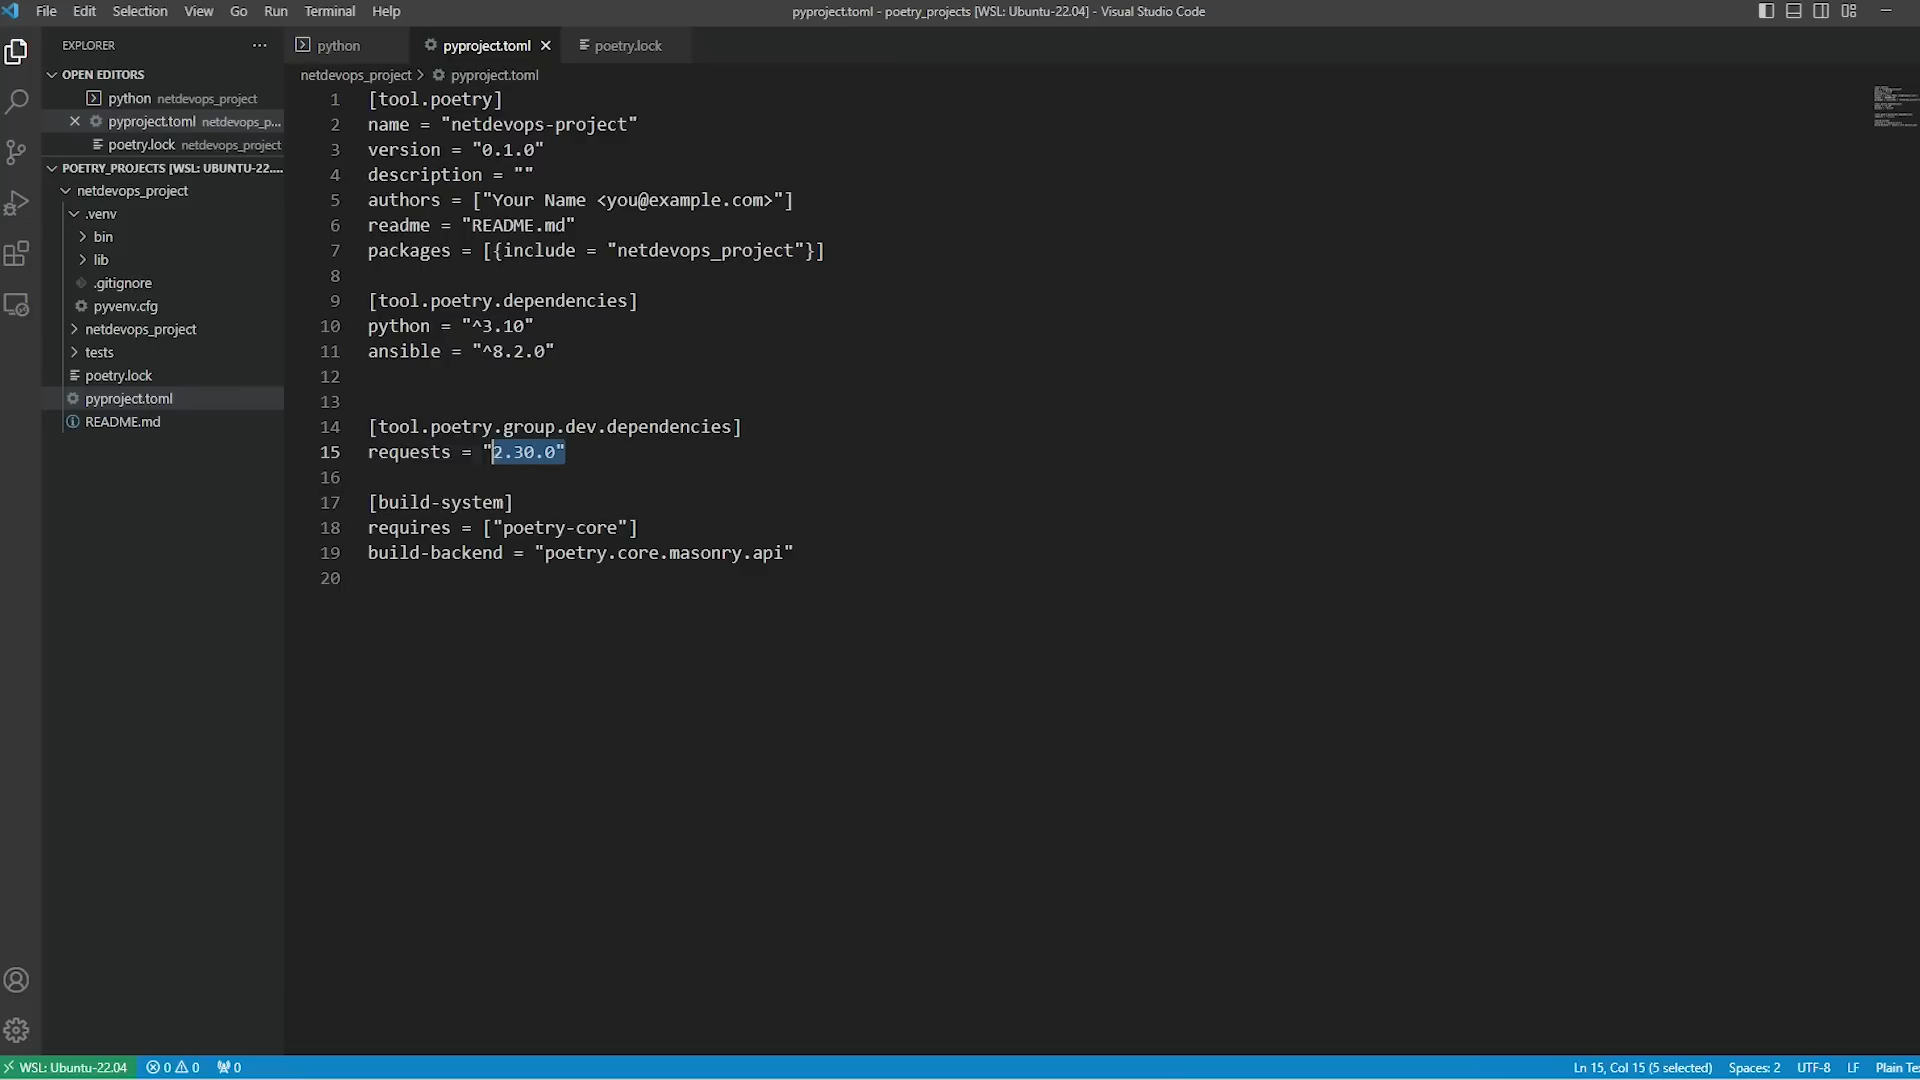 File Edit Selection View Go Run Terminal Help
pyproject.toml - poetry_projects [WSL: Ubuntu-22.04] - Visual Studio Code
EXPLORER
OPEN EDITORS
python netdevops_project
pyproject.toml netdevops_p...
poetry.lock netdevops_project
POETRY_PROJECTS [WSL: UBUNTU-22....
netdevops_project
.venv
bin
lib
.gitignore
pyvenv.cfg
netdevops_project
tests
poetry.lock
pyproject.toml
README.md
python pyproject.toml poetry.lock
netdevops_project > pyproject.toml
1 [tool.poetry]
2 name = "netdevops-project"
3 version = "0.1.0"
4 description = ""
5 authors = ["Your Name <you@example.com>"]
6 readme = "README.md"
7 packages = [{include = "netdevops_project"}]
8
9 [tool.poetry.dependencies]
10 python = "^3.10"
11 ansible = "^8.2.0"
12
13
14 [tool.poetry.group.dev.dependencies]
15 requests = "2.30.0"
16
17 [build-system]
18 requires = ["poetry-core"]
19 build-backend = "poetry.core.masonry.api"
20
WSL: Ubuntu-22.04 0 0 0 Ln 15, Col 15 (5 selected) Spaces: 2 UTF-8 LF Plain Te